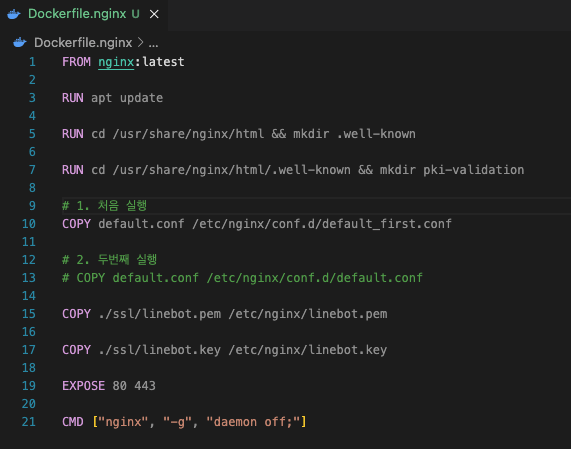 Dockerfile.nginx U ×
Dockerfile.nginx > ...
1 FROM nginx:latest
2
3 RUN apt update
4
5 RUN cd /usr/share/nginx/html && mkdir .well-known
6
7 RUN cd /usr/share/nginx/html/.well-known && mkdir pki-validation
8
9 # 1. 처음 실행
10 COPY default.conf /etc/nginx/conf.d/default_first.conf
11
12 # 2. 두번째 실행
13 # COPY default.conf /etc/nginx/conf.d/default.conf
14
15 COPY ./ssl/linebot.pem /etc/nginx/linebot.pem
16
17 COPY ./ssl/linebot.key /etc/nginx/linebot.key
18
19 EXPOSE 80 443
20
21 CMD ["nginx", "-g", "daemon off;"]